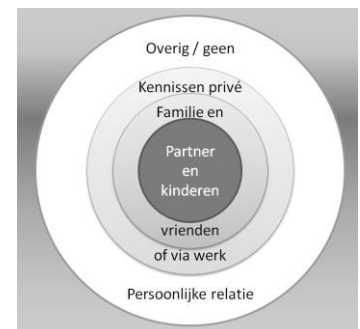 Overig / geen
Kennissen privé
Familie en
Partner
en
kinderen
vrienden
of via werk
Persoonlijke relatie